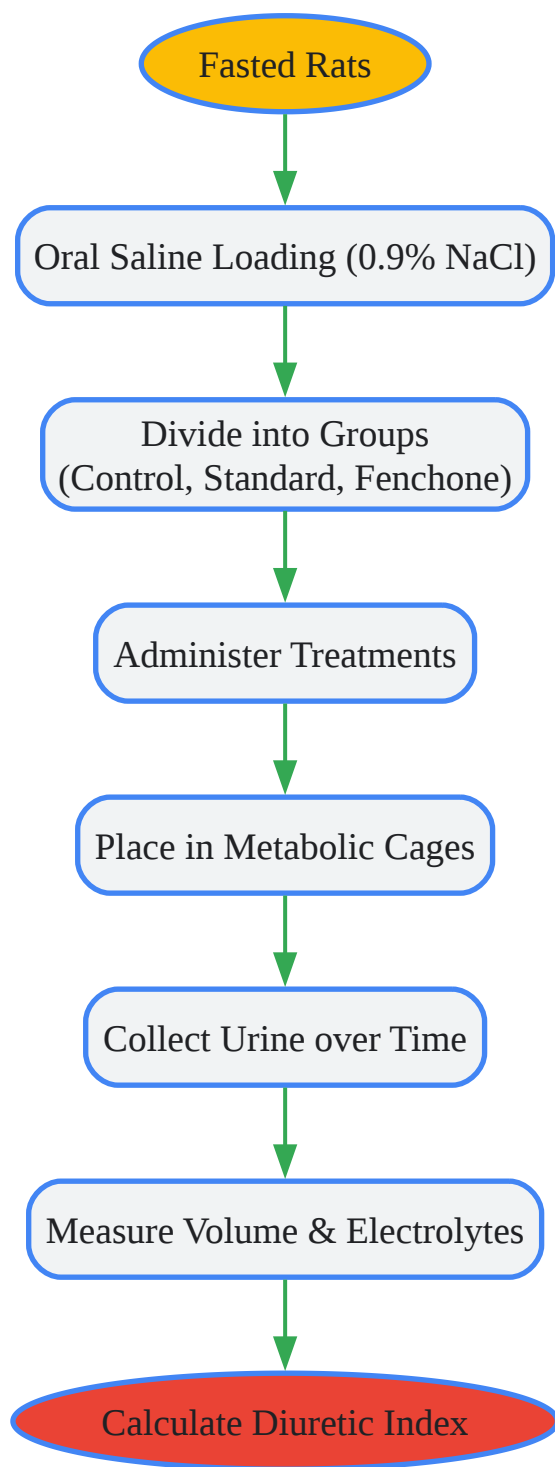 Fasted Rats
Oral Saline Loading (0.9% NaCl)
Divide into Groups
(Control, Standard, Fenchone)
Administer Treatments
Place in Metabolic Cages
Collect Urine over Time
Measure Volume & Electrolytes
Calculate Diuretic Index